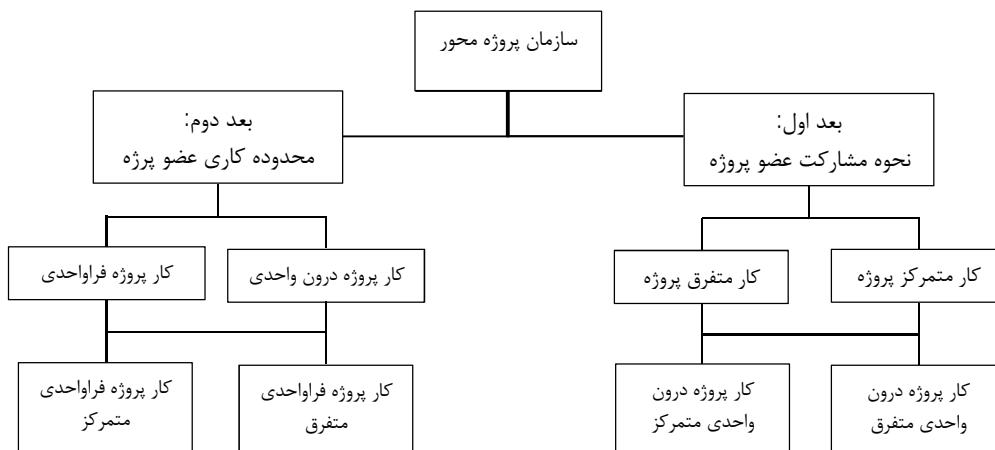 سازمان پروژه محور
بعد اول:
نحوه مشارکت عضو پروژه
بعد دوم:
محدوده کاری عضو پرژه
کار متمرکز پروژه
کار متفرق پروژه
کار پروژه درون واحدی
کار پروژه فراواحدی
کار پروژه درون
واحدی متفرق
کار پروژه درون
واحدی متمرکز
کار پروژه فراواحدی
متفرق
کار پروژه فراواحدی
متمرکز